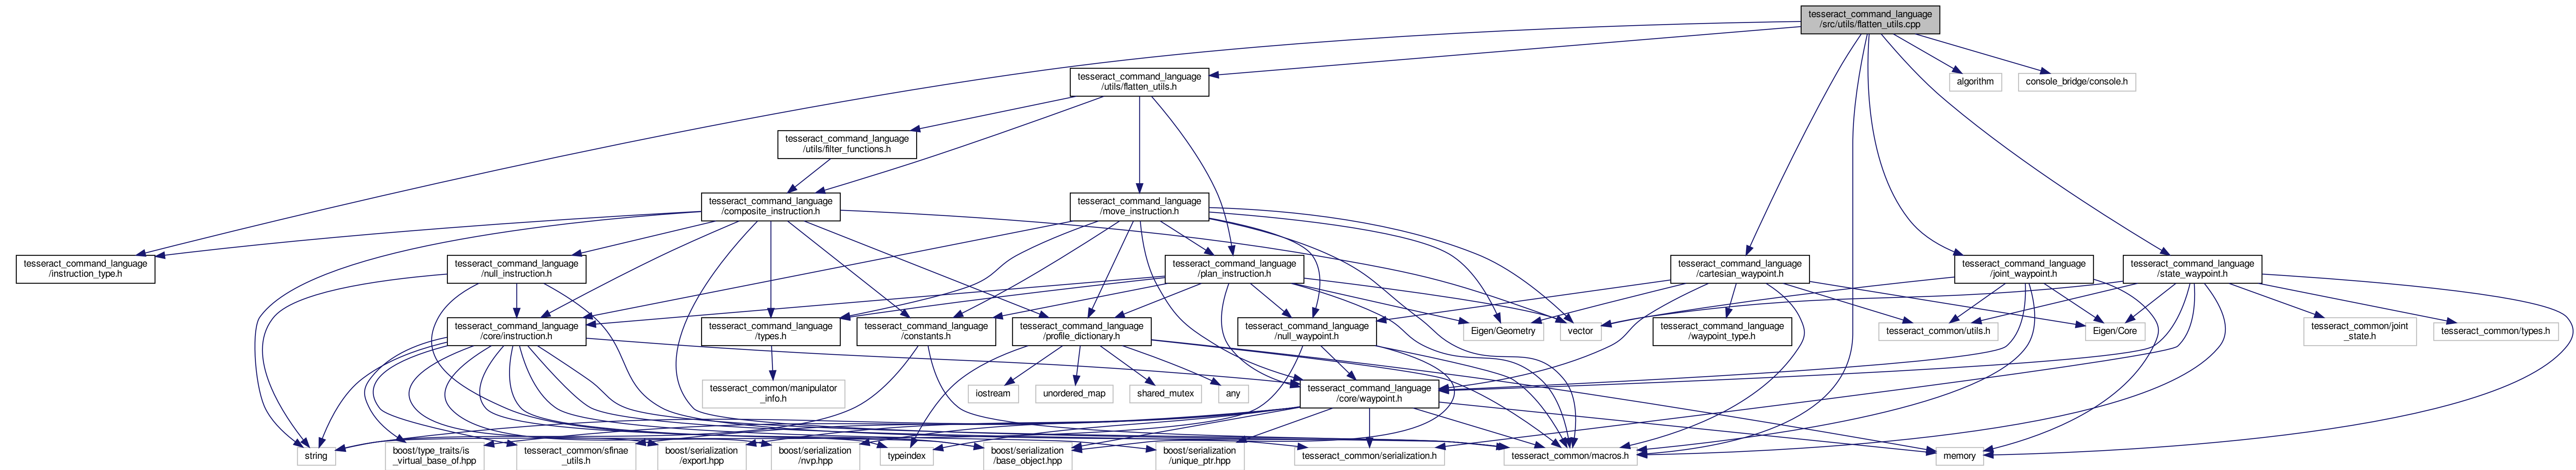 tesseract_command_language
/src/utils/flatten_utils.cpp
tesseract_command_language
/utils/flatten_utils.h
algorithm
console_bridge/console.h
tesseract_command_language
/utils/filter_functions.h
tesseract_command_language
/composite_instruction.h
tesseract_command_language
/move_instruction.h
tesseract_command_language
/instruction_type.h
tesseract_command_language
/null_instruction.h
tesseract_command_language
/plan_instruction.h
tesseract_command_language
/cartesian_waypoint.h
tesseract_command_language
/joint_waypoint.h
tesseract_command_language
/state_waypoint.h
tesseract_command_language
/core/instruction.h
tesseract_command_language
/types.h
tesseract_command_language
/constants.h
tesseract_command_language
/profile_dictionary.h
tesseract_command_language
/null_waypoint.h
Eigen/Geometry
vector
tesseract_command_language
/waypoint_type.h
tesseract_common/utils.h
Eigen/Core
tesseract_common/joint
_state.h
tesseract_common/types.h
tesseract_common/manipulator
_info.h
iostream
unordered_map
shared_mutex
any
tesseract_command_language
/core/waypoint.h
string
boost/type_traits/is
_virtual_base_of.hpp
tesseract_common/sfinae
_utils.h
boost/serialization
/export.hpp
boost/serialization
/nvp.hpp
typeindex
boost/serialization
/base_object.hpp
boost/serialization
/unique_ptr.hpp
tesseract_common/serialization.h
tesseract_common/macros.h
memory